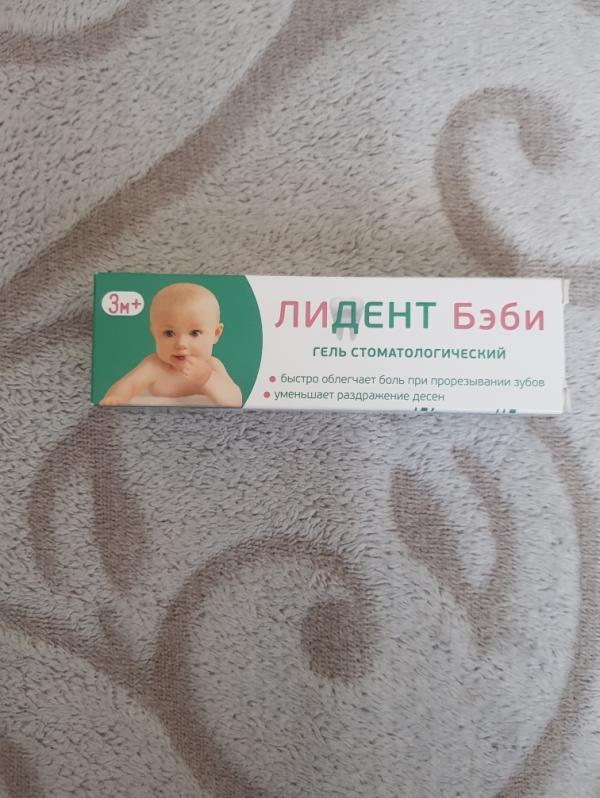 3м+
ЛИДЕНТ Бэби
ГЕЛЬ СТОМАТОЛОГИЧЕСКИЙ
• быстро облегчает боль при прорезывании зубов
• уменьшает раздражение десен